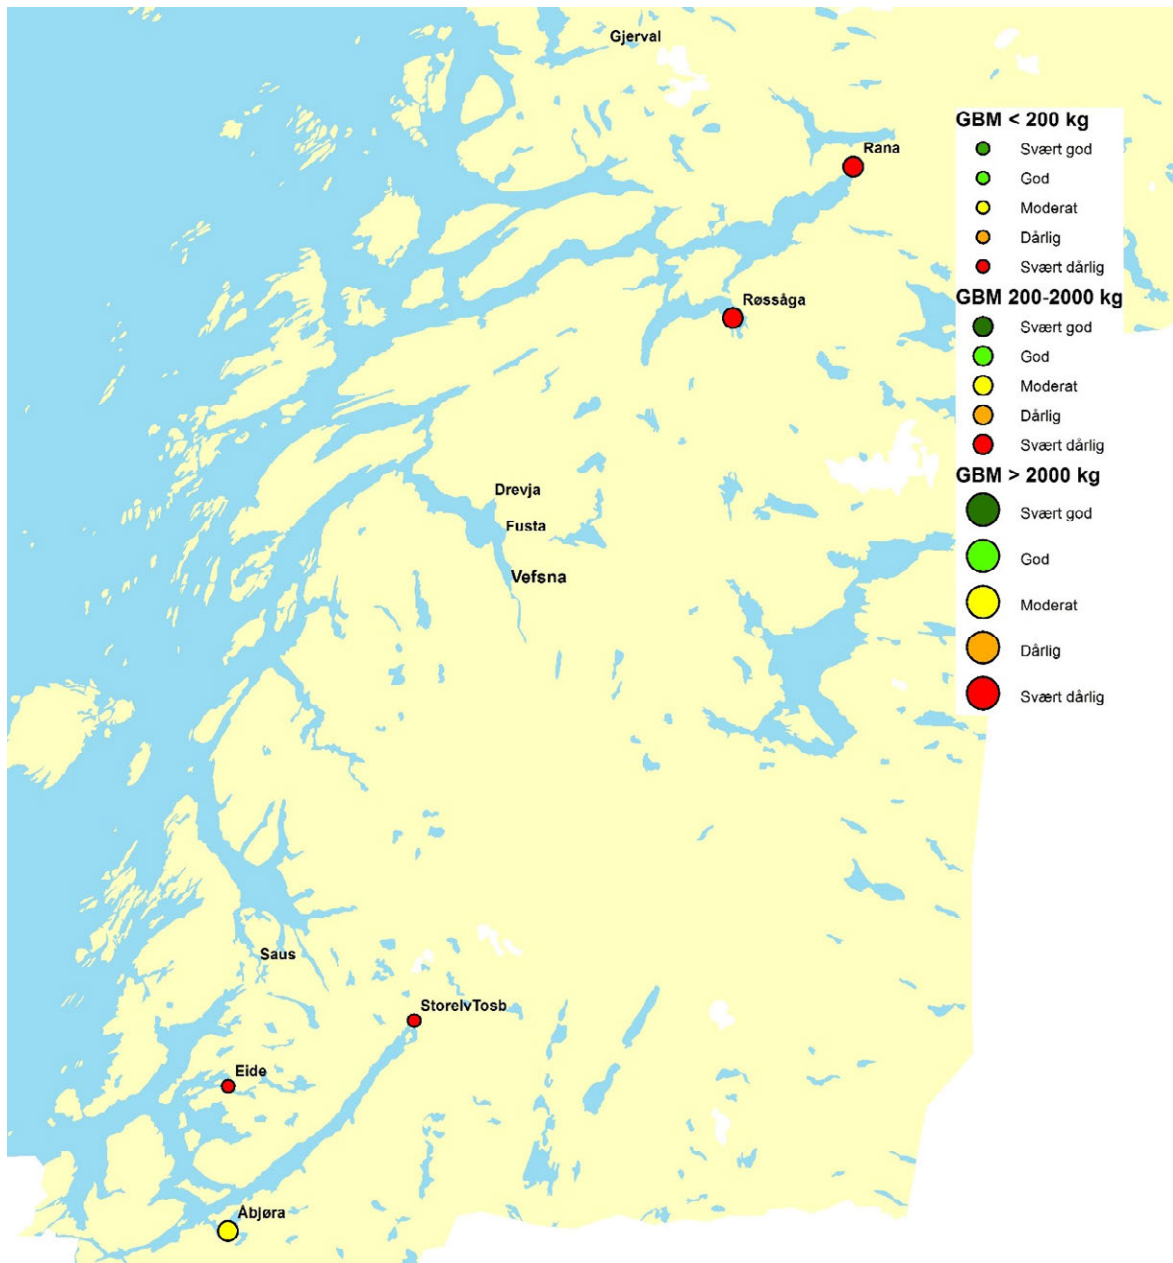 Gjerval
Rana
Røssåga
Drevja
Fusta
Vefsna
Saus
StorelvTosb
Eide
Åbjøra
GBM < 200 kg
Svært god
God
Moderat
Dårlig
Svært dårlig
GBM 200-2000 kg
Svært god
God
Moderat
Dårlig
Svært dårlig
GBM > 2000 kg
Svært god
God
Moderat
Dårlig
Svært dårlig